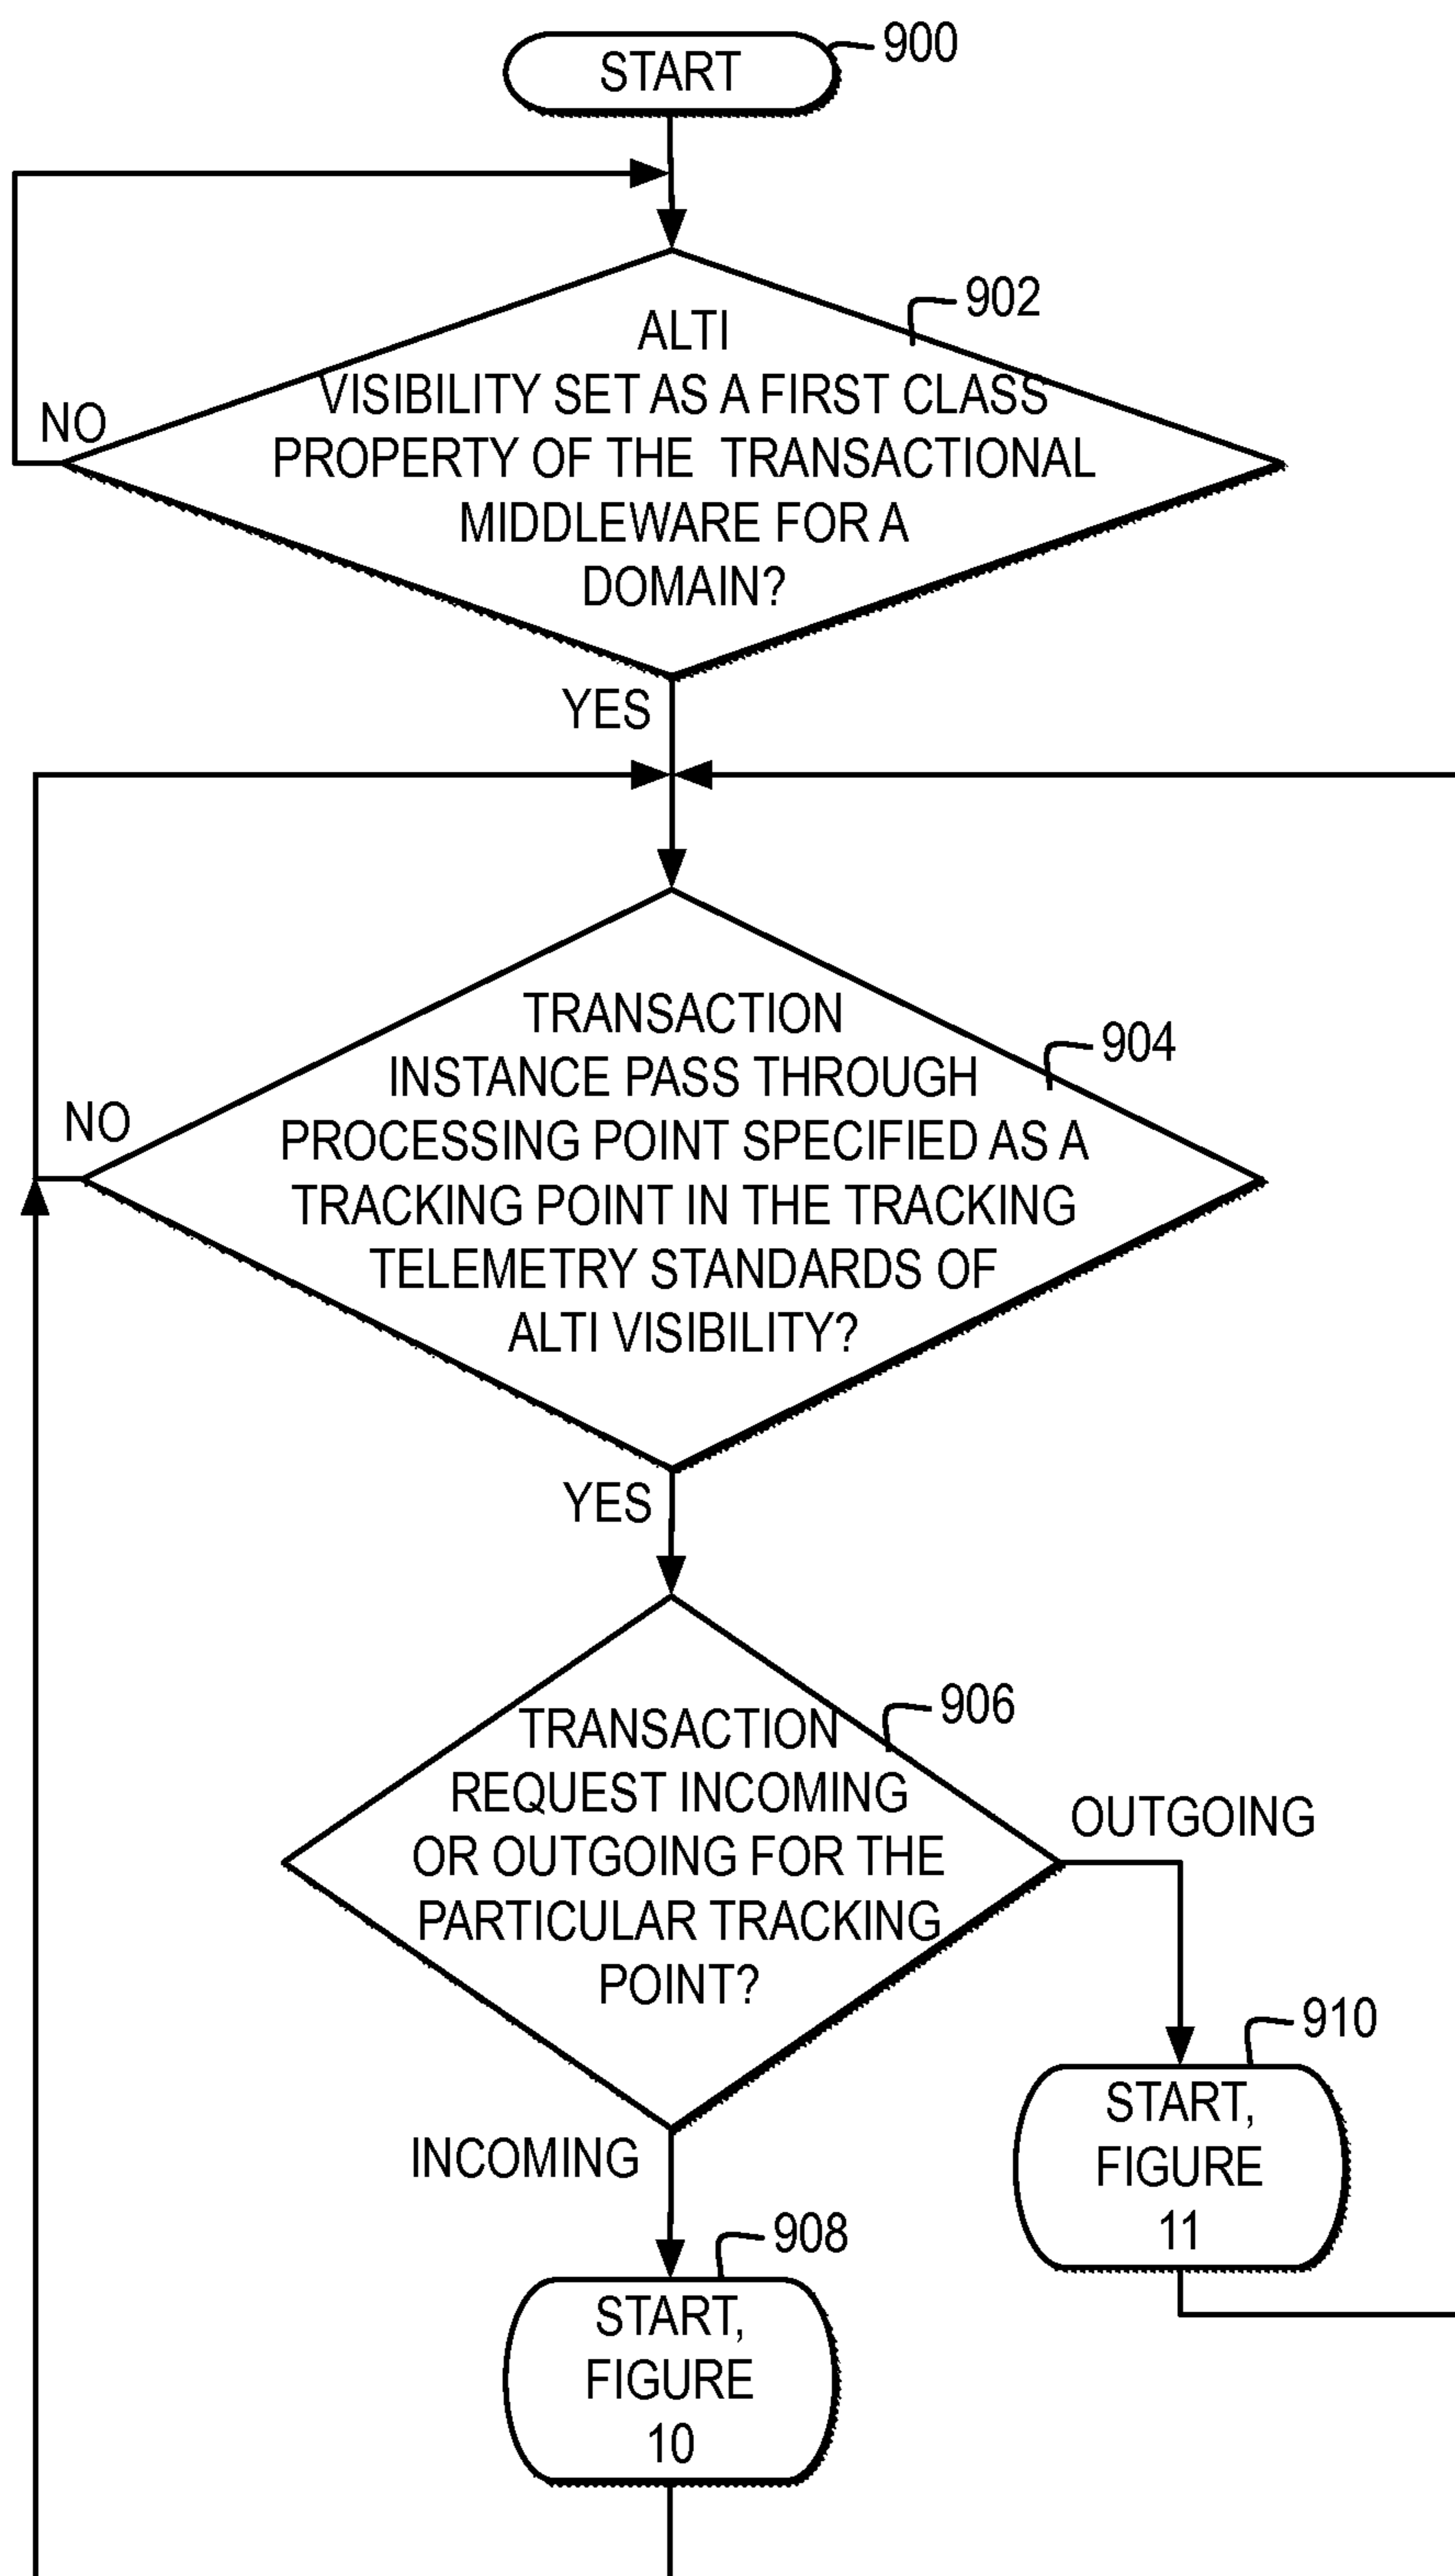 START
900
902
ALTI
VISIBILITY SET AS A FIRST CLASS
PROPERTY OF THE TRANSACTIONAL
MIDDLEWARE FOR A
DOMAIN?
NO
YES
904
TRANSACTION
INSTANCE PASS THROUGH
PROCESSING POINT SPECIFIED AS A
TRACKING POINT IN THE TRACKING
TELEMETRY STANDARDS OF
ALTI VISIBILITY?
NO
YES
906
TRANSACTION
REQUEST INCOMING
OR OUTGOING FOR THE
PARTICULAR TRACKING
POINT?
OUTGOING
910
START,
FIGURE
11
INCOMING
908
START,
FIGURE
10